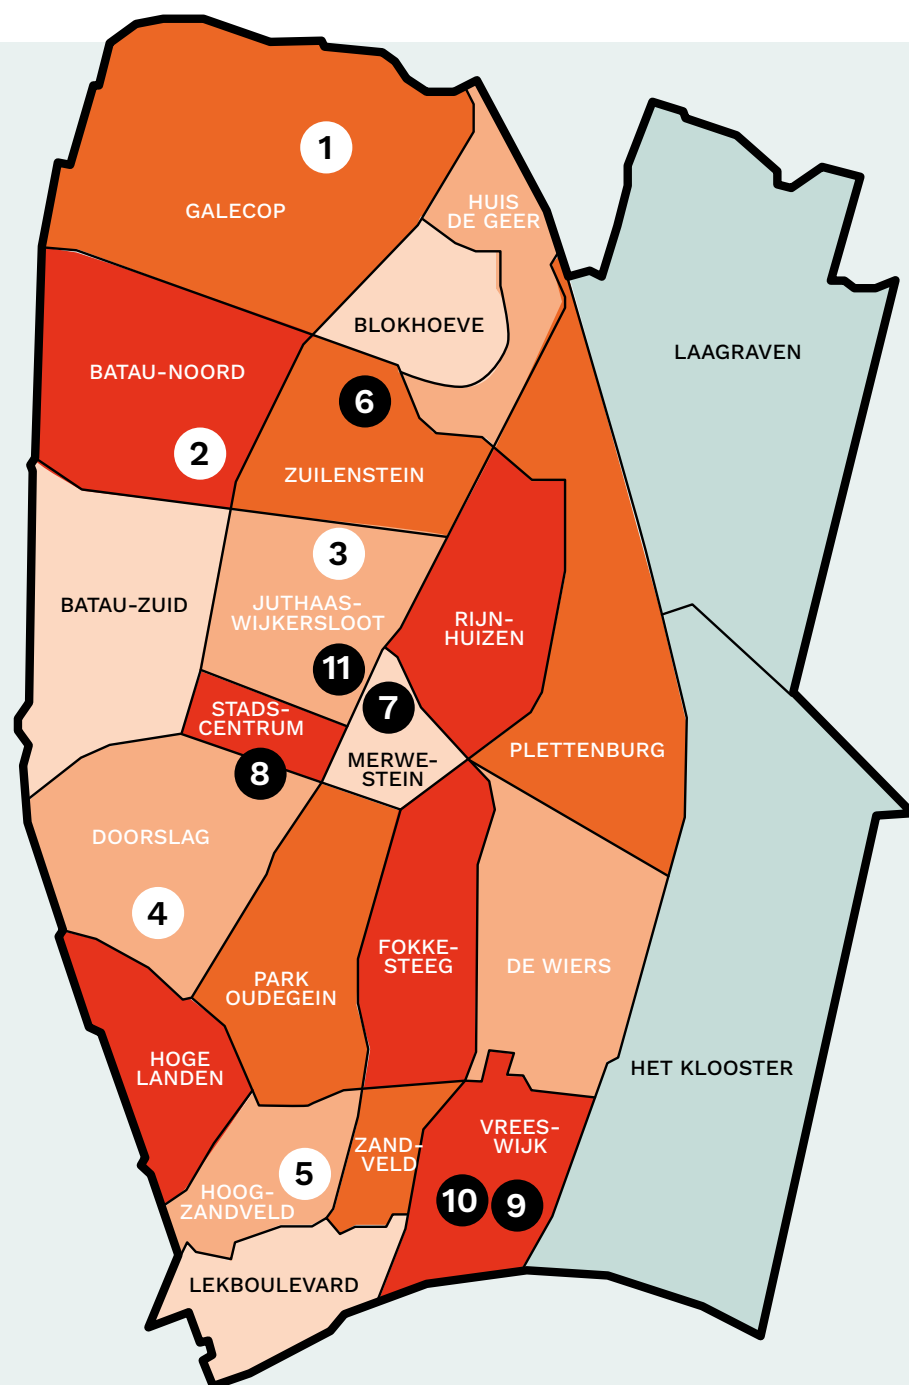 1
GALECOP
HUIS
DE GEER
BLOKHOEVE
LAAGRAVEN
BATAU-NOORD
2
6
ZUILENSTEIN
3
JUTHAAS-
WIJKERSLOOT
11
BATAU-ZUID
RIJN-
HUIZEN
STADS-
CENTRUM
7
MERWE-
STEIN
8
PLETTENBURG
DOORSLAG
4
PARK
OUDEGEIN
FOKKE-
STEEG
DE WIERS
HOGE
LANDEN
HET KLOOSTER
5
HOOG-
ZANDVELD
ZAND-
VELD
VREES-
WIJK
10
9
LEKBOULEVARD